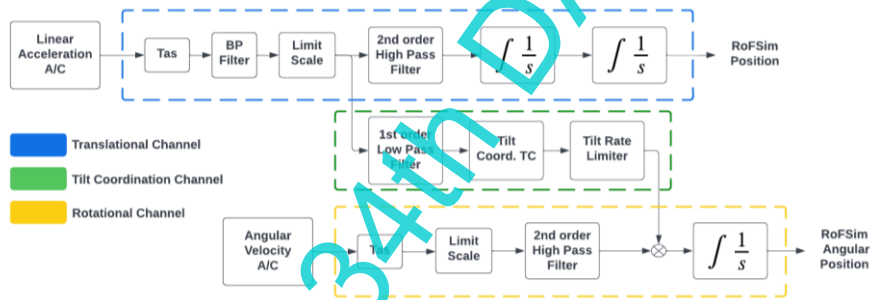 Linear
Acceleration
A/C
Tas
BP
Filter
Limit
Scale
2nd order
High Pass
Filter
∫ 1/s
∫ 1/s
RoFSim
Position
1st order
Low Pass
Filter
Tilt
Coord. TC
Tilt Rate
Limiter
Translational Channel
Tilt Coordination Channel
Rotational Channel
Angular
Velocity
A/C
Tas
Limit
Scale
2nd order
High Pass
Filter
∫ 1/s
RoFSim
Angular
Position
34th